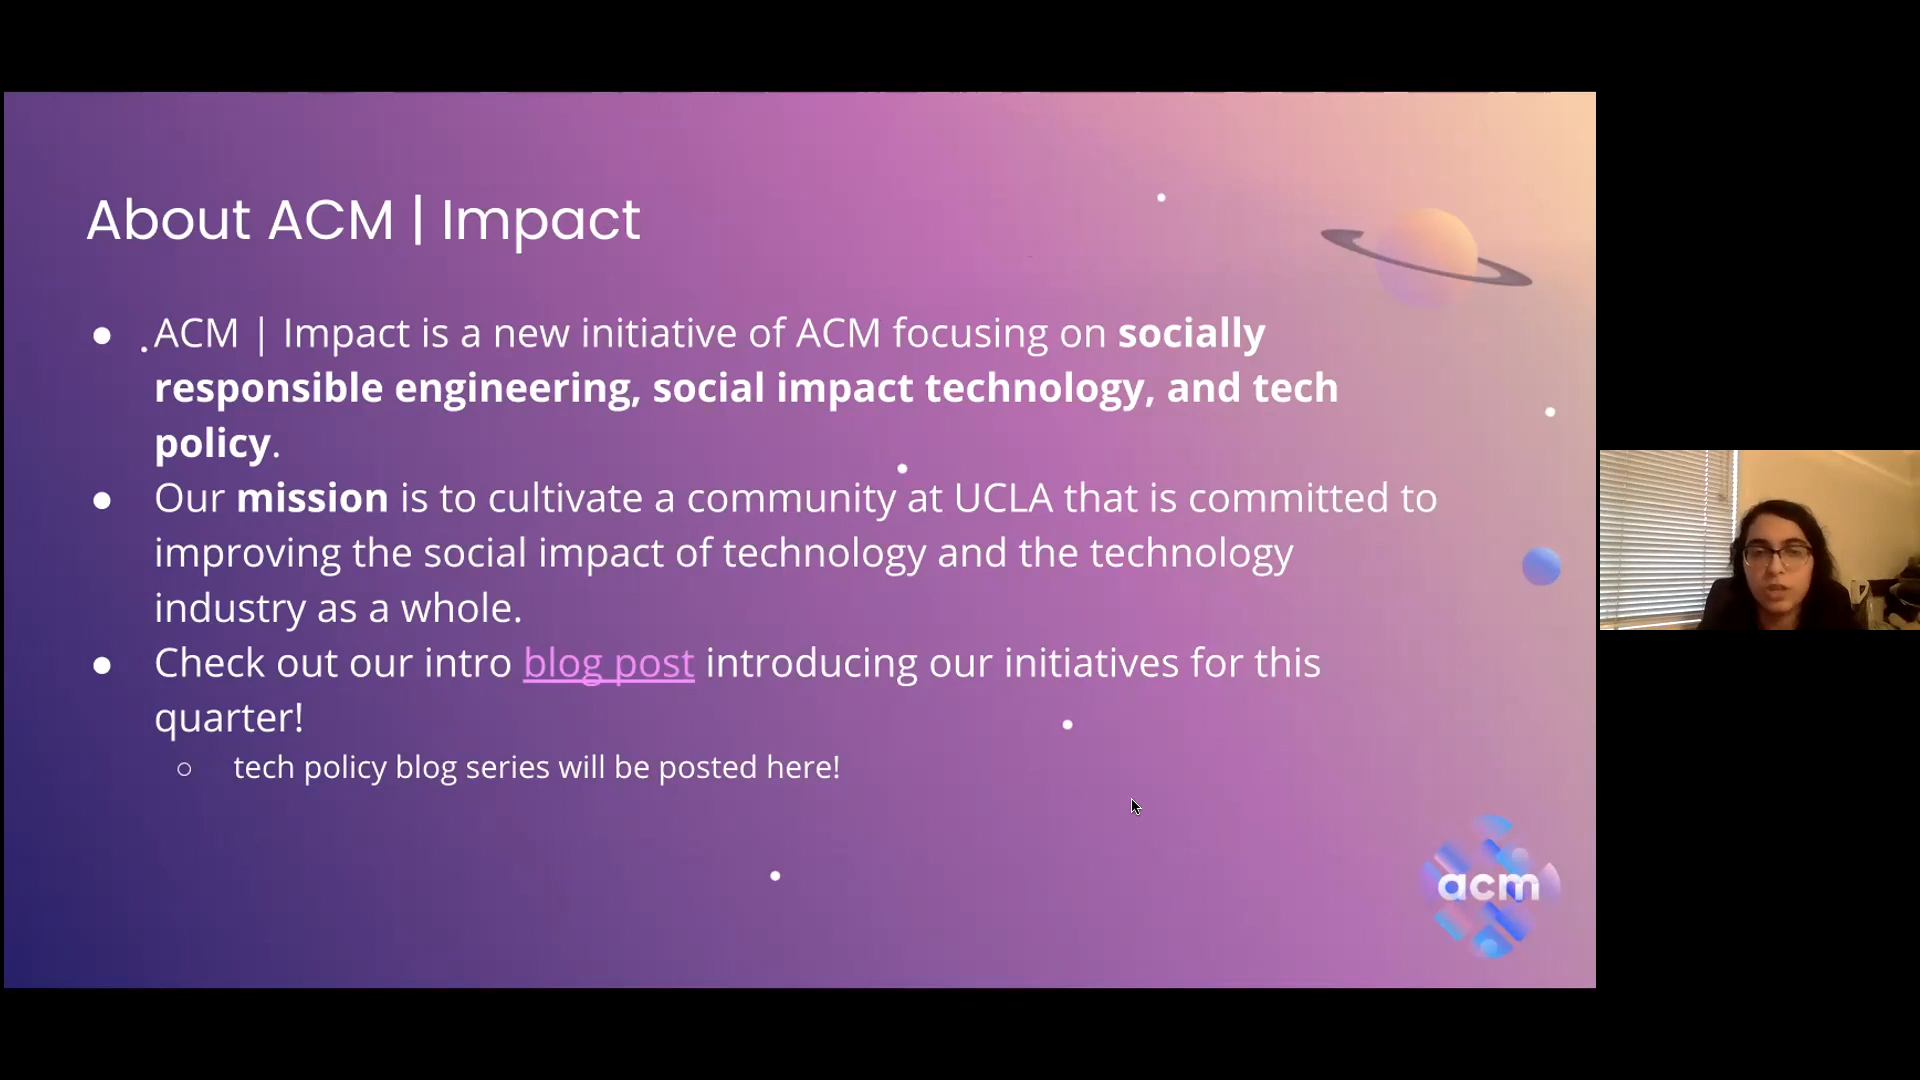 About ACM | Impact
● ACM | Impact is a new initiative of ACM focusing on socially
responsible engineering, social impact technology, and tech
policy.
● Our mission is to cultivate a community at UCLA that is committed to
improving the social impact of technology and the technology
industry as a whole.
● Check out our intro blog post introducing our initiatives for this
quarter!
○ tech policy blog series will be posted here!
acm